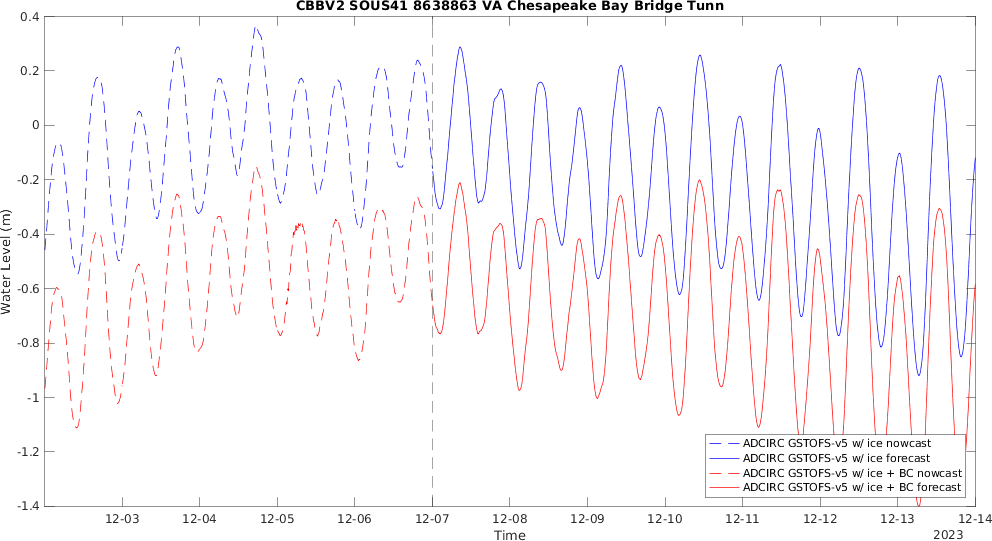 CBBV2 SOUS41 8638863 VA Chesapeake Bay Bridge Tunn
Water Level (m)
0.4
0.2
0
-0.2
-0.4
-0.6
-0.8
-1
-1.2
-1.4
ADCIRC GSTOFS-v5 w/ ice nowcast
ADCIRC GSTOFS-v5 w/ ice forecast
ADCIRC GSTOFS-v5 w/ ice + BC nowcast
ADCIRC GSTOFS-v5 w/ ice + BC forecast
12-03 12-04 12-05 12-06 12-07 12-08 12-09 12-10 12-11 12-12 12-13 12-14
Time
2023